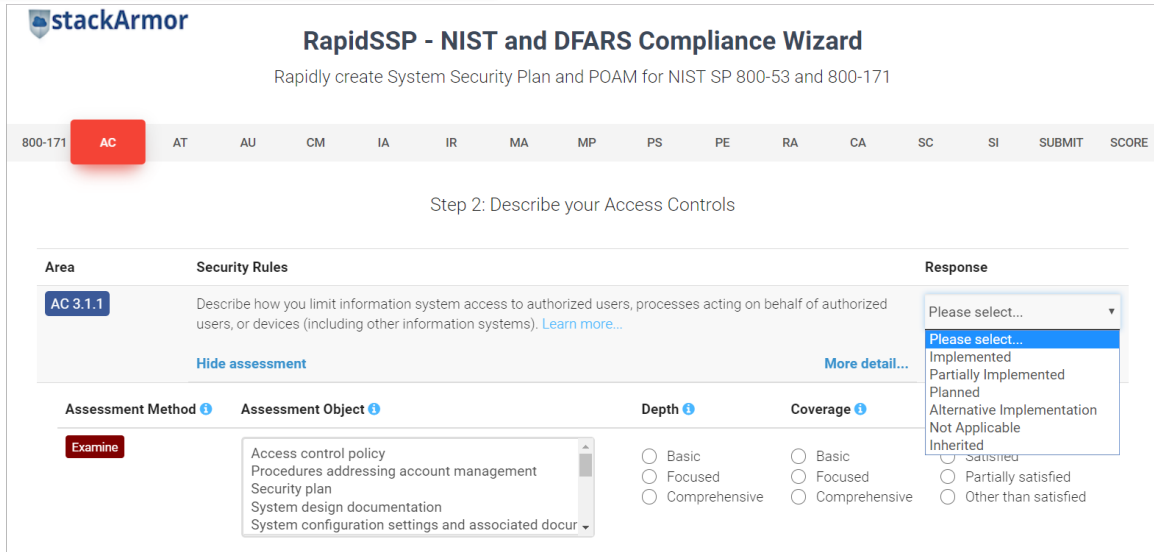 stackArmor
RapidSSP - NIST and DFARS Compliance Wizard
Rapidly create System Security Plan and POAM for NIST SP 800-53 and 800-171
800-171 AC AT AU CM IA IR MA MP PS PE RA CA SC SI SUBMIT SCORE
Step 2: Describe your Access Controls
Area Security Rules Response
AC 3.1.1
Describe how you limit information system access to authorized users, processes acting on behalf of authorized
users, or devices (including other information systems). Learn more...
Hide assessment More detail...
Please select...
Please select...
Implemented
Partially Implemented
Planned
Alternative Implementation
Not Applicable
Inherited
Assessment Method Assessment Object Depth Coverage
Examine
Access control policy
Procedures addressing account management
Security plan
System design documentation
System configuration settings and associated docur
Basic
Focused
Comprehensive
Basic
Focused
Comprehensive
Satisfied
Partially satisfied
Other than satisfied